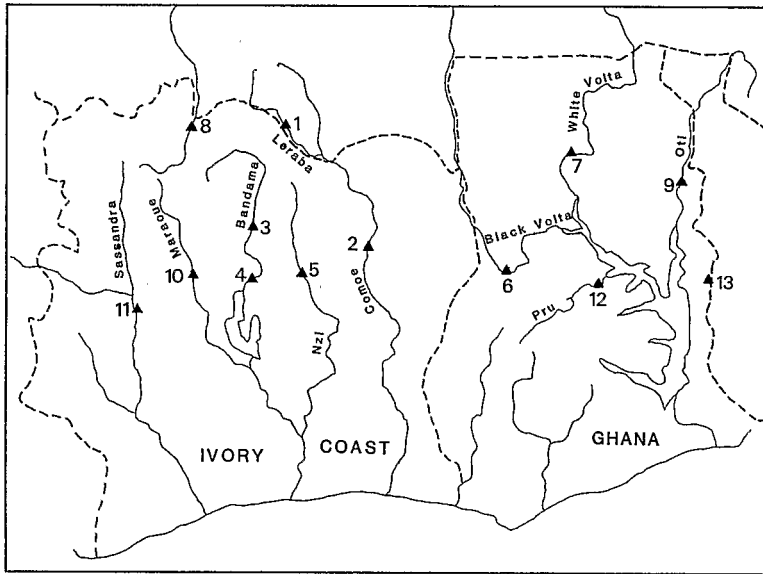 White Volta
8
1
Leraba
Oti
7
9
Sassandra
Maraoue
Bandama
3
2
Black Volta
10
4
5
Comoe
6
12
13
11
Pru
Nzi
IVORY
COAST
GHANA